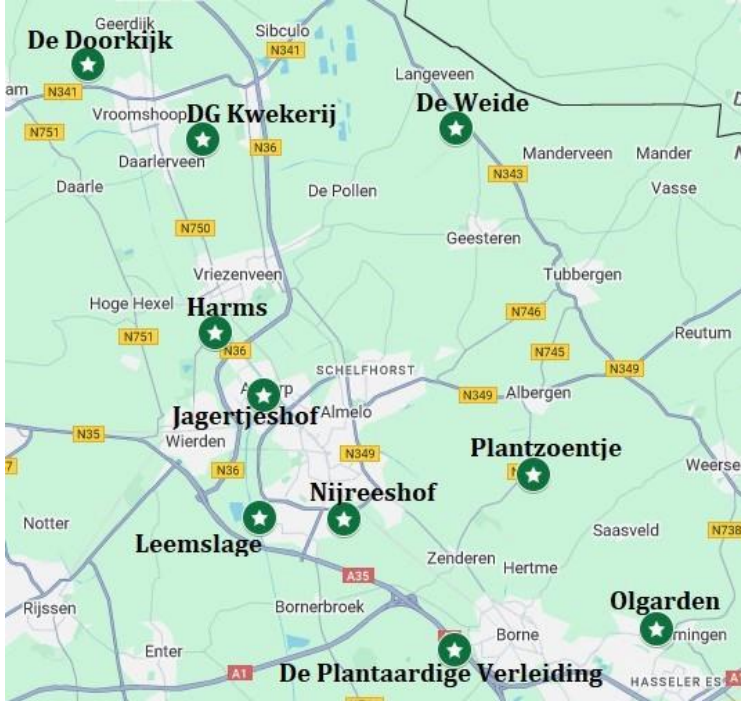 Geerdijk
De Doorkijk
Sibculo
N341
N341
Langeveen
Vroomshoop
DG Kwekerij
De Weide
N751
N36
Daarlerveen
Manderveen
Mander
Daarle
De Pollen
N343
Vasse
N750
Geesteren
Vriezenveen
Tubbergen
Hoge Hexel
Harms
N746
N751
N36
N745
Reutum
SCHELFHORST
N349
N349
Albergen
Jagertjeshof
Almelo
N35
Wierden
N349
Plantzoentje
N36
Weerse
Nijreeshof
Notter
Leemslage
Saasveld
N738
Zenderen
Hertme
A35
Rijssen
Bornerbroek
Olgarden
Enter
Borne
A1
De Plantaardige Verleiding
HASSELER ES
A1